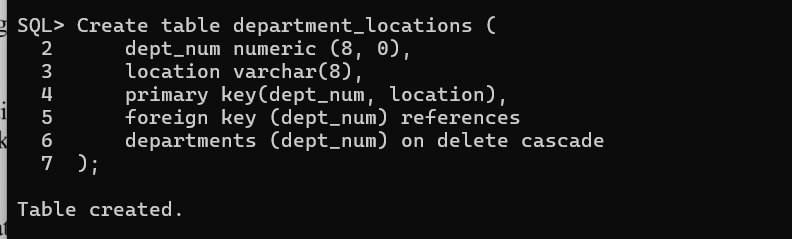 SQL> Create table department_locations (
  2      dept_num numeric (8, 0),
  3      location varchar(8),
  4      primary key(dept_num, location),
  5      foreign key (dept_num) references
  6      departments (dept_num) on delete cascade
  7  );
Table created.